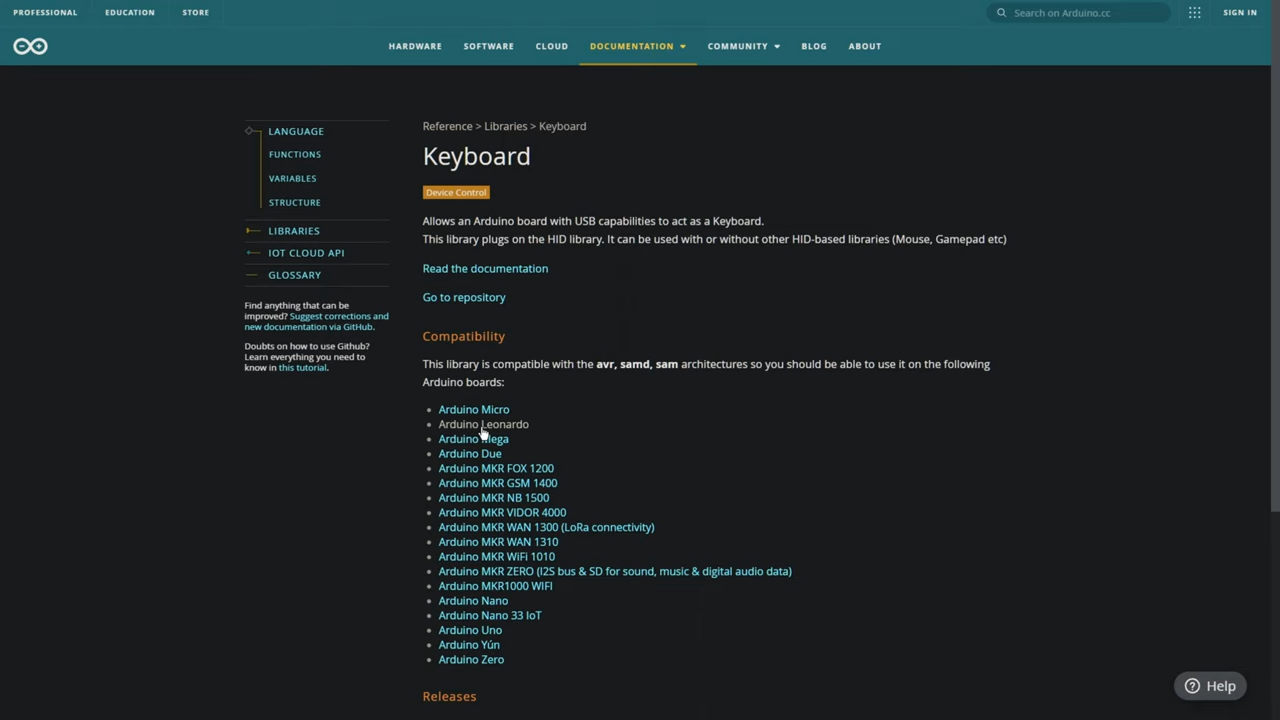 PROFESSIONAL EDUCATION STORE Search on Arduino.cc SIGN IN
HARDWARE SOFTWARE CLOUD DOCUMENTATION COMMUNITY BLOG ABOUT
LANGUAGE
FUNCTIONS
VARIABLES
STRUCTURE
LIBRARIES
IOT CLOUD API
GLOSSARY
Find anything that can be
improved? Suggest corrections and
new documentation via GitHub.
Doubts on how to use Github?
Learn everything you need to
know in this tutorial.
Reference > Libraries > Keyboard
Keyboard
Device Control
Allows an Arduino board with USB capabilities to act as a Keyboard.
This library plugs on the HID library. It can be used with or without other HID-based libraries (Mouse, Gamepad etc)
Read the documentation
Go to repository
Compatibility
This library is compatible with the avr, samd, sam architectures so you should be able to use it on the following
Arduino boards:
Arduino Micro
Arduino Leonardo
Arduino Mega
Arduino Due
Arduino MKR FOX 1200
Arduino MKR GSM 1400
Arduino MKR NB 1500
Arduino MKR VIDOR 4000
Arduino MKR WAN 1300 (LoRa connectivity)
Arduino MKR WAN 1310
Arduino MKR WiFi 1010
Arduino MKR ZERO (I2S bus & SD for sound, music & digital audio data)
Arduino MKR1000 WIFI
Arduino Nano
Arduino Nano 33 IoT
Arduino Uno
Arduino Yún
Arduino Zero
Releases
Help